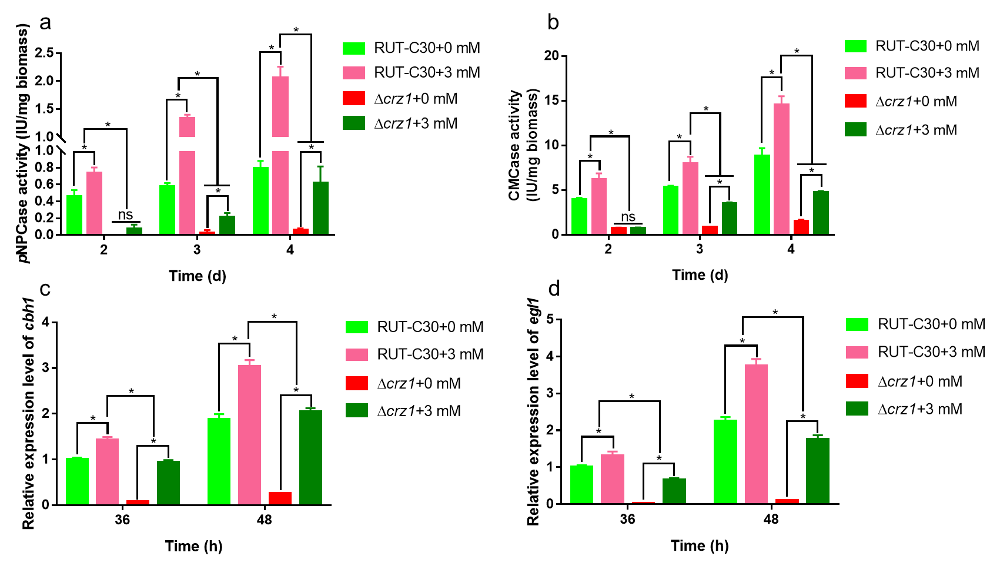 a
pNPCase activity (IU/mg biomass)
2.5
2.0
1.5
1.0
1.0
0.8
0.6
0.4
0.2
0.0
* * ns
* * *
* * *
2 3 4
Time (d)
RUT-C30+0 mM
RUT-C30+3 mM
Δcrz1+0 mM
Δcrz1+3 mM
b
CMCase activity
(IU/mg biomass)
20
15
10
5
0
* * ns
* * *
* * *
2 3 4
Time (d)
RUT-C30+0 mM
RUT-C30+3 mM
Δcrz1+0 mM
Δcrz1+3 mM
c
Relative expression level of cbh1
4
3
2
1
0
* * *
* * *
36 48
Time (h)
RUT-C30+0 mM
RUT-C30+3 mM
Δcrz1+0 mM
Δcrz1+3 mM
d
Relative expression level of egl1
5
4
3
2
1
0
* * *
* * *
36 48
Time (h)
RUT-C30+0 mM
RUT-C30+3 mM
Δcrz1+0 mM
Δcrz1+3 mM